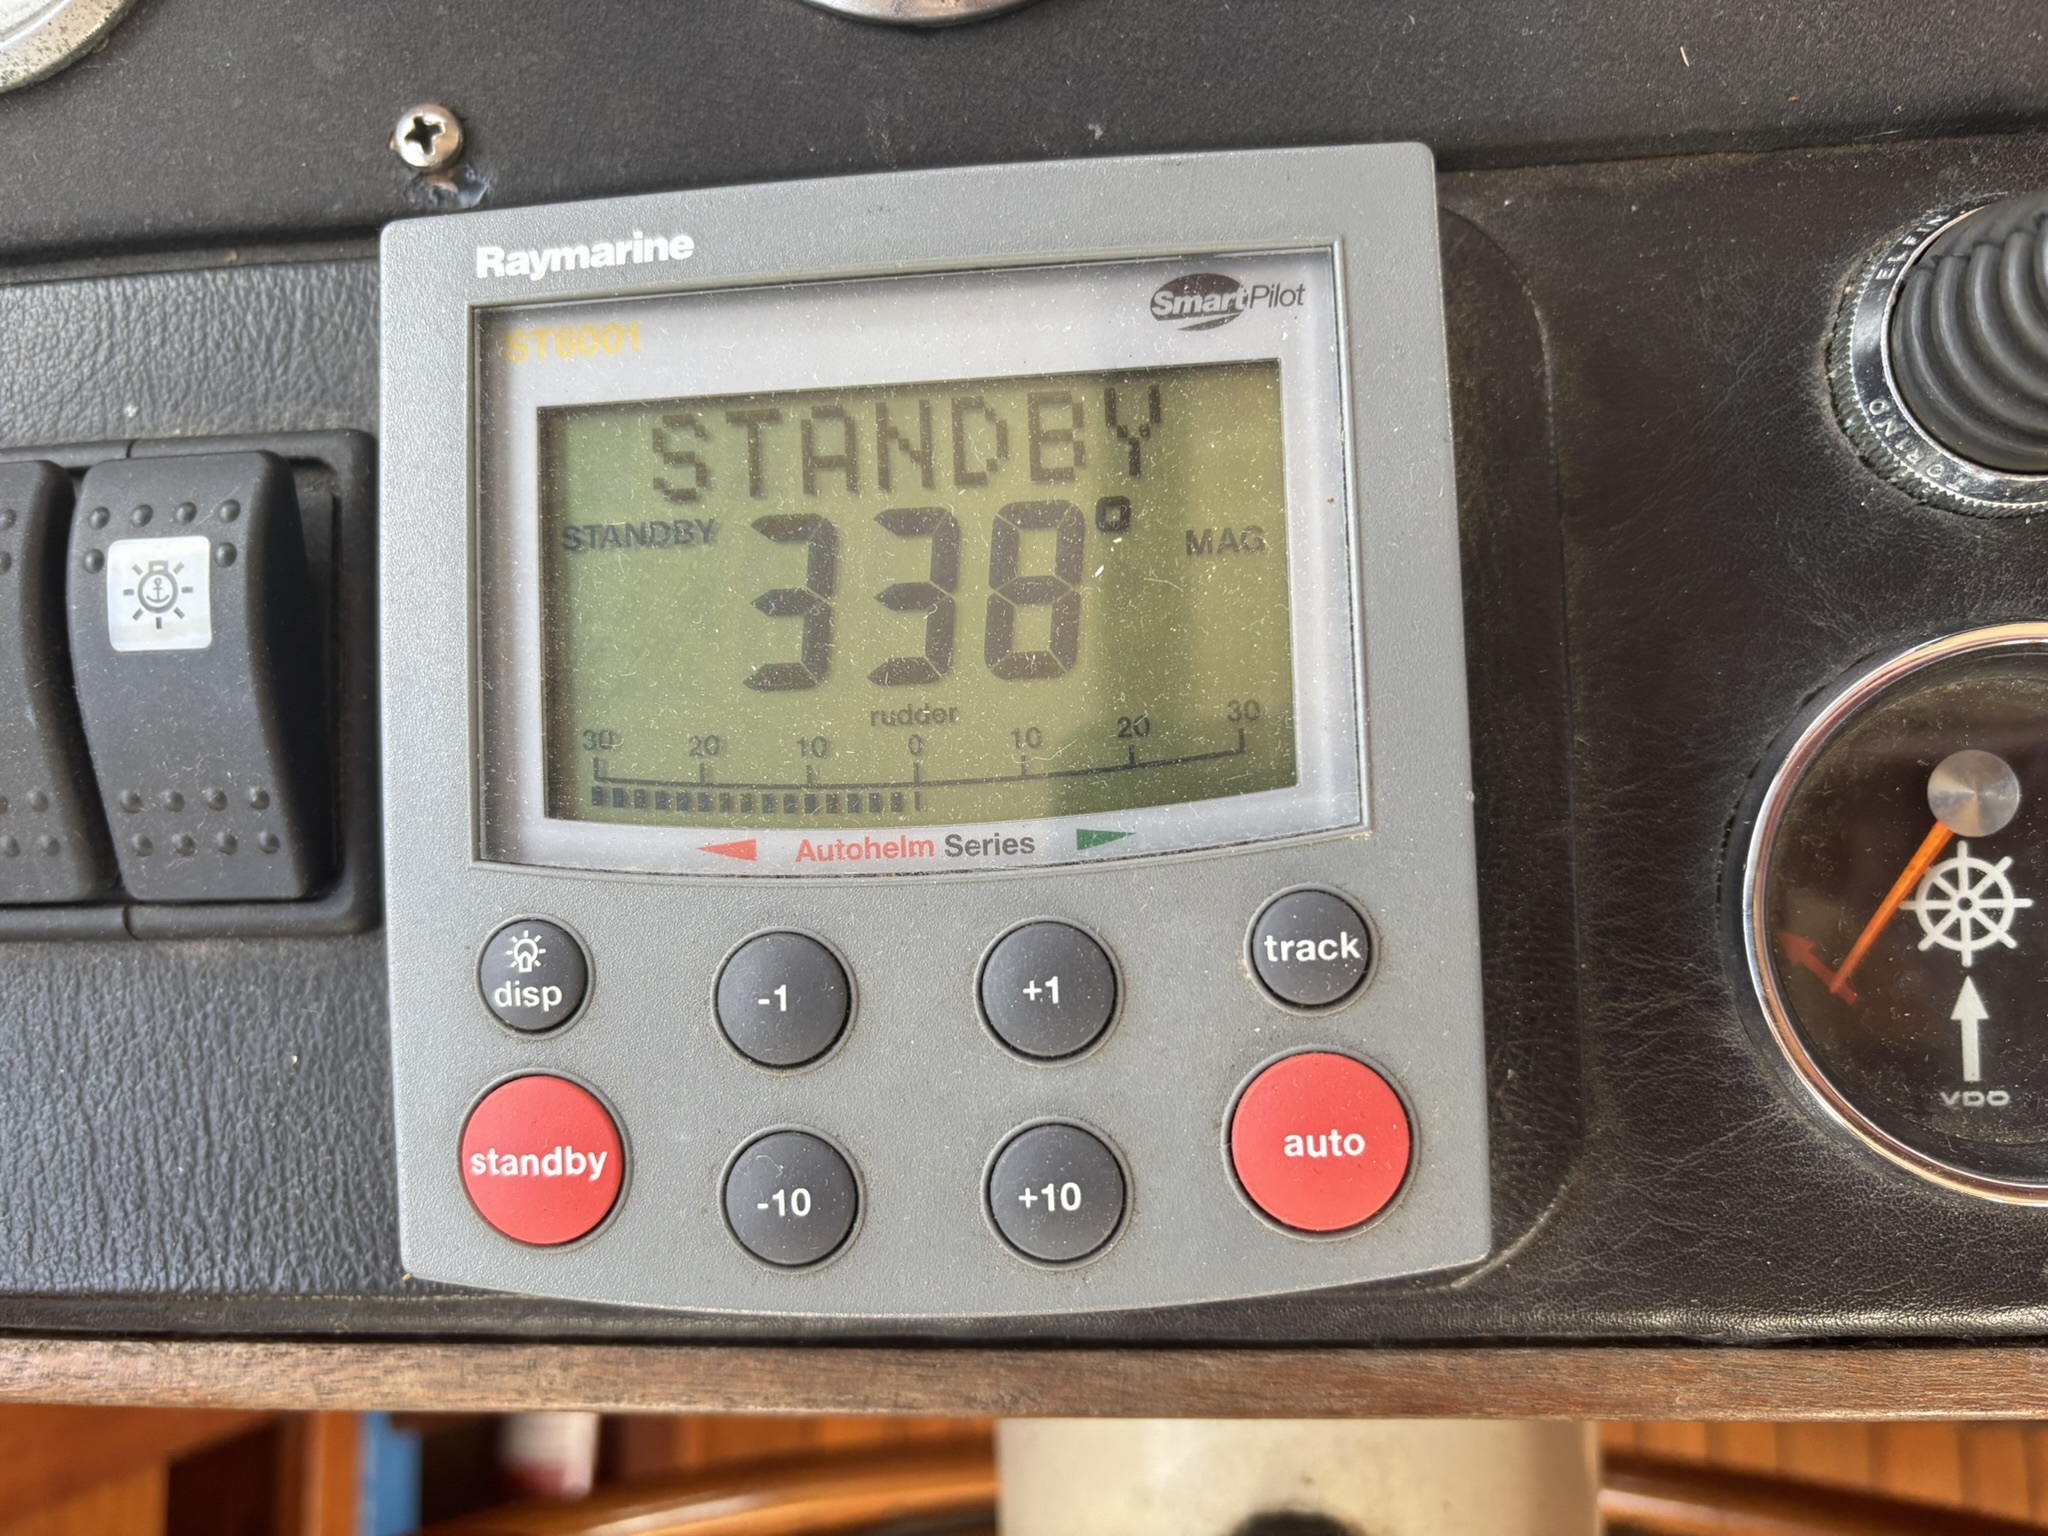 Raymarine
SmartPilot
ST6001
STANDBY
STANDBY 338° MAG
rudder
30 20 10 0 10 20 30
Autohelm Series
disp -1 +1 track
standby -10 +10 auto
VDO